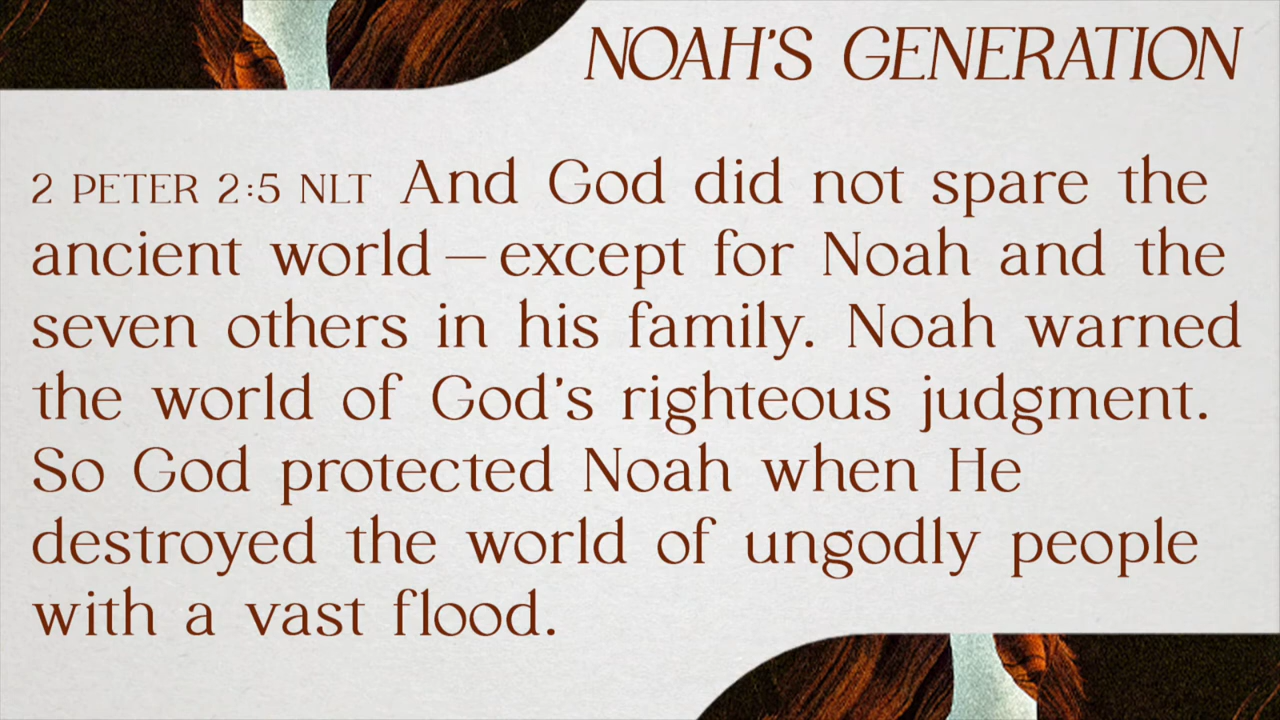 NOAH'S GENERATION
2 PETER 2:5 NLT And God did not spare the
ancient world—except for Noah and the
seven others in his family. Noah warned
the world of God's righteous judgment.
So God protected Noah when He
destroyed the world of ungodly people
with a vast flood.